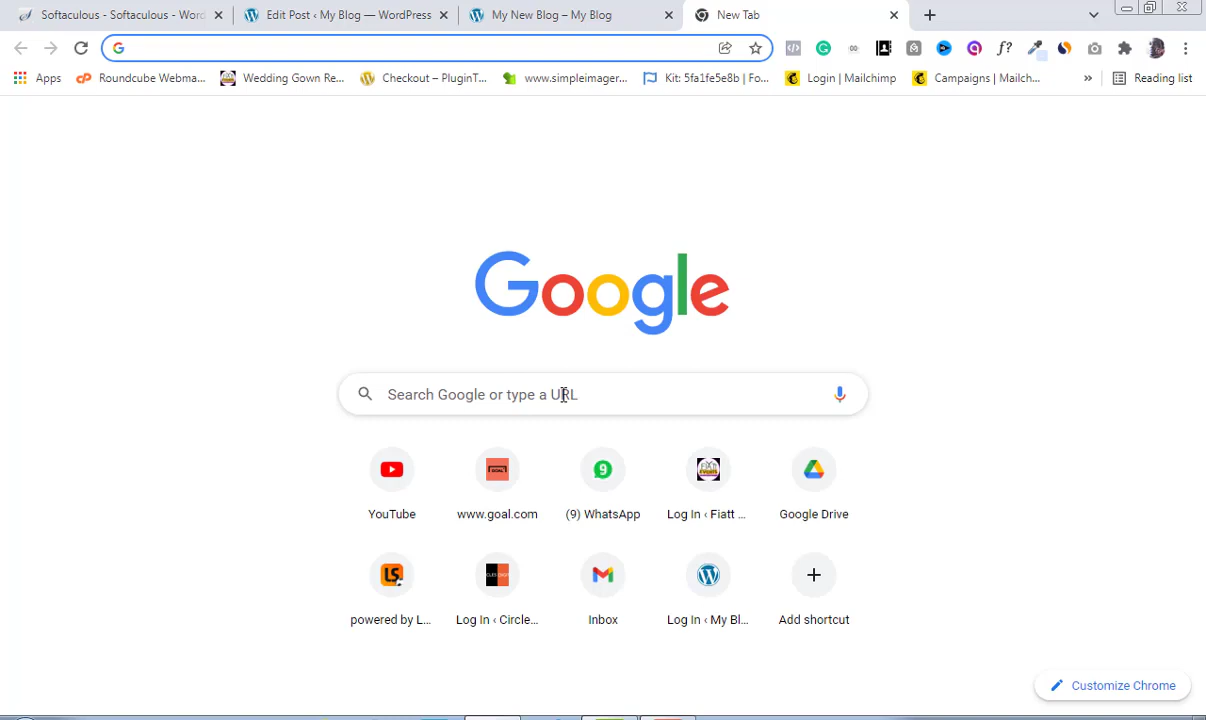 Softaculous - Softaculous - Word
Edit Post ‹ My Blog — WordPress
My New Blog – My Blog
New Tab
Apps
Roundcube Webma...
Wedding Gown Re...
Checkout – PluginT...
www.simpleimager...
Kit: 5fa1fe5e8b | Fo...
Login | Mailchimp
Campaigns | Mailch...
»
Reading list
Google
Search Google or type a URL
YouTube
www.goal.com
(9) WhatsApp
Log In ‹ Fiatt ...
Google Drive
powered by L...
Log In ‹ Circle...
Inbox
Log In ‹ My Bl...
Add shortcut
Customize Chrome